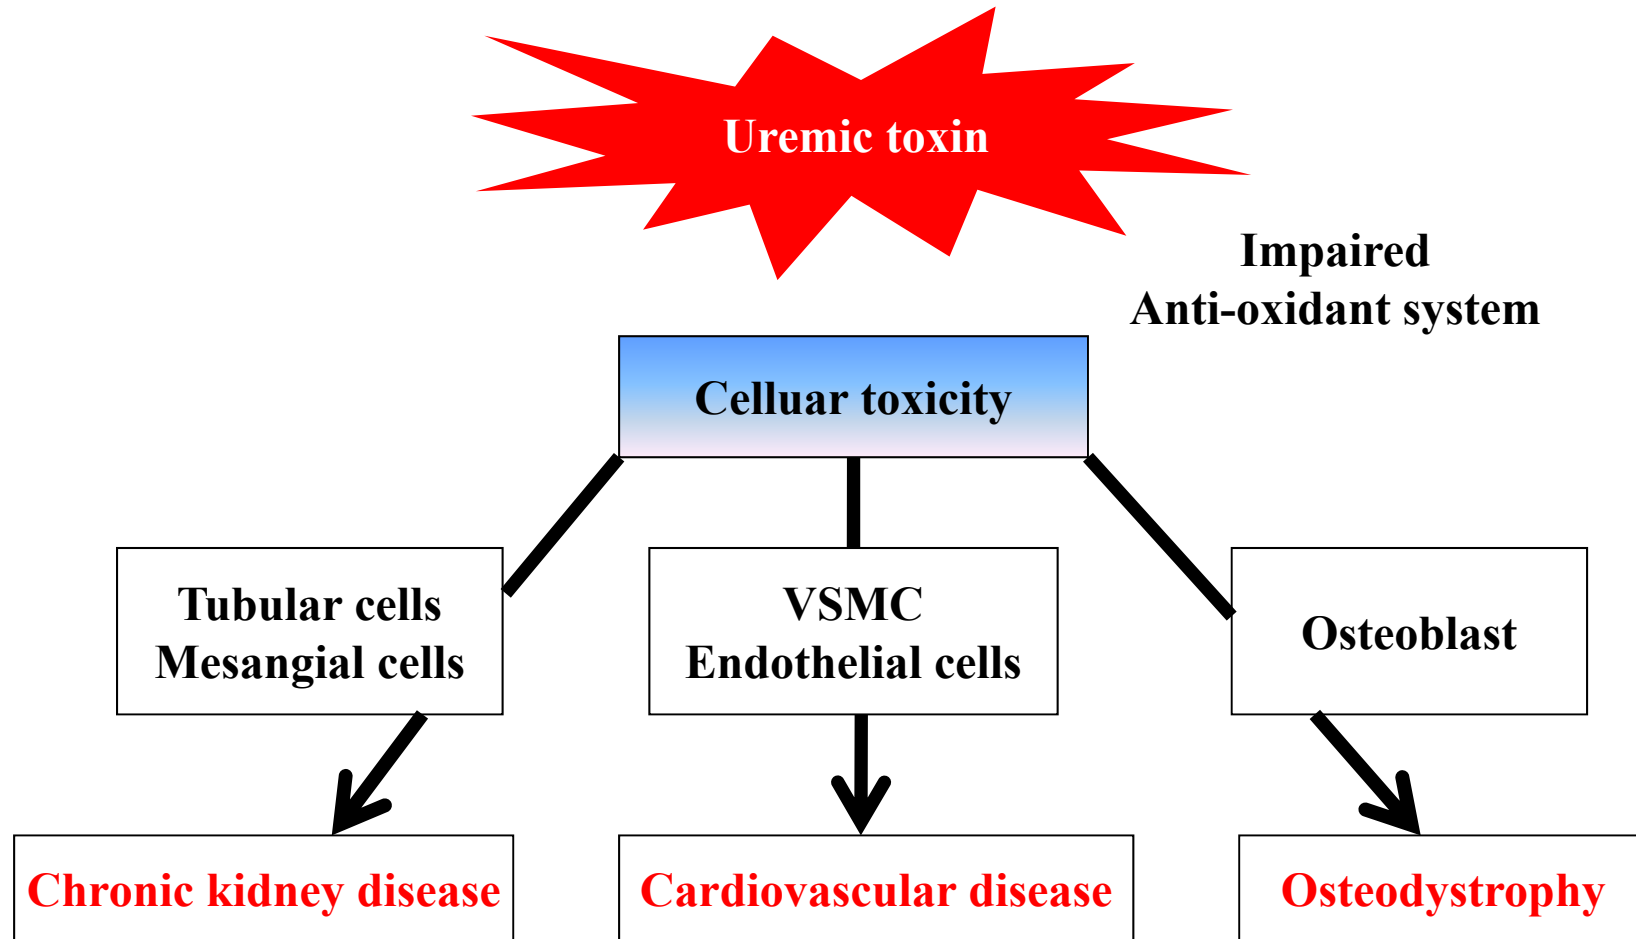 Uremic toxin
Impaired
Anti-oxidant system
Celluar toxicity
Tubular cells
Mesangial cells
VSMC
Endothelial cells
Osteoblast
Chronic kidney disease
Cardiovascular disease
Osteodystrophy